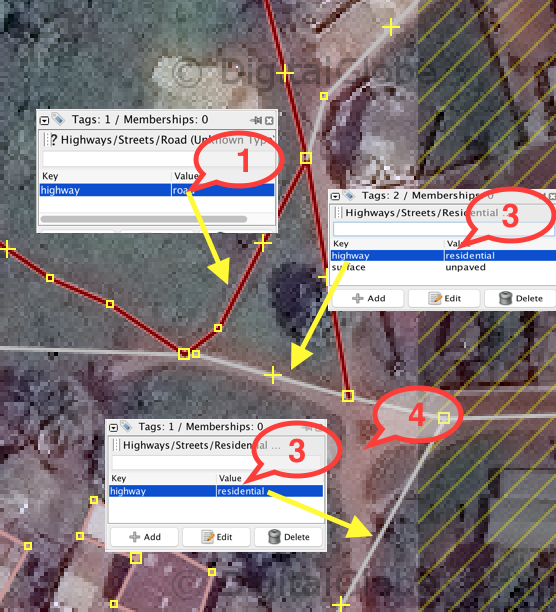 © DigitalGlobe
Tags: 1 / Memberships: 0
? Highways/Streets/Road (Unknown Type
1
Key Value
highway road
Tags: 2 / Memberships: 0
Highways/Streets/Residential
3
Key Value
highway residential
surface unpaved
Add Edit Delete
4
Tags: 1 / Memberships: 0
Highways/Streets/Residential ...
3
Key Value
highway residential
Add Edit Delete
© DigitalGlobe